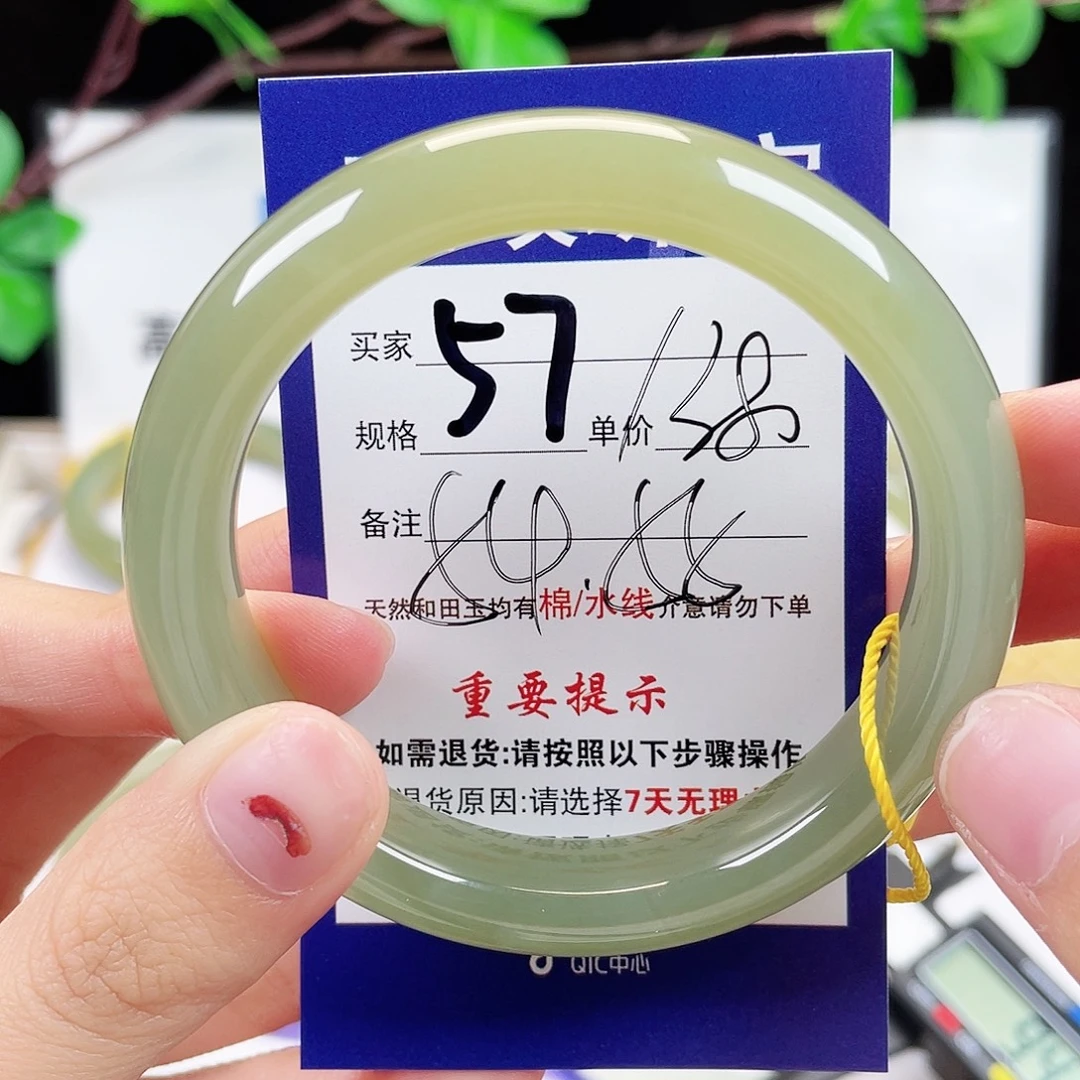 买家
规格 57 单价 138
备注
天然和田玉均有棉/水线介意请勿下单
重要提示
如需退货:请按照以下步骤操作
退货原因:请选择7天无理
QIC中心
高